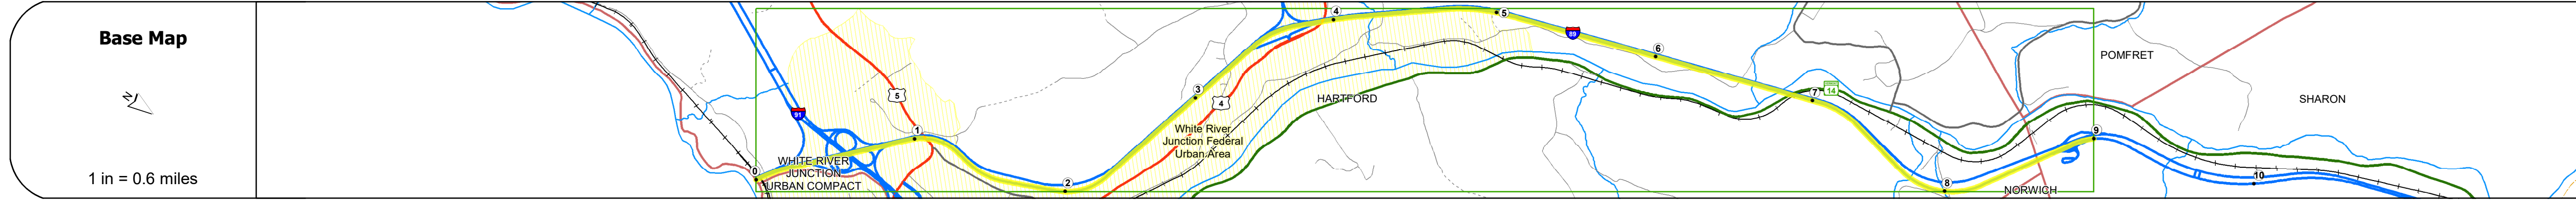 Base Map
N
1 in = 0.6 miles
0
91
WHITE RIVER
JUNCTION
URBAN COMPACT
5
1
2
3
4
White River
Junction Federal
Urban Area
4
HARTFORD
5
89
6
7
14
8
9
NORWICH
POMFRET
10
SHARON